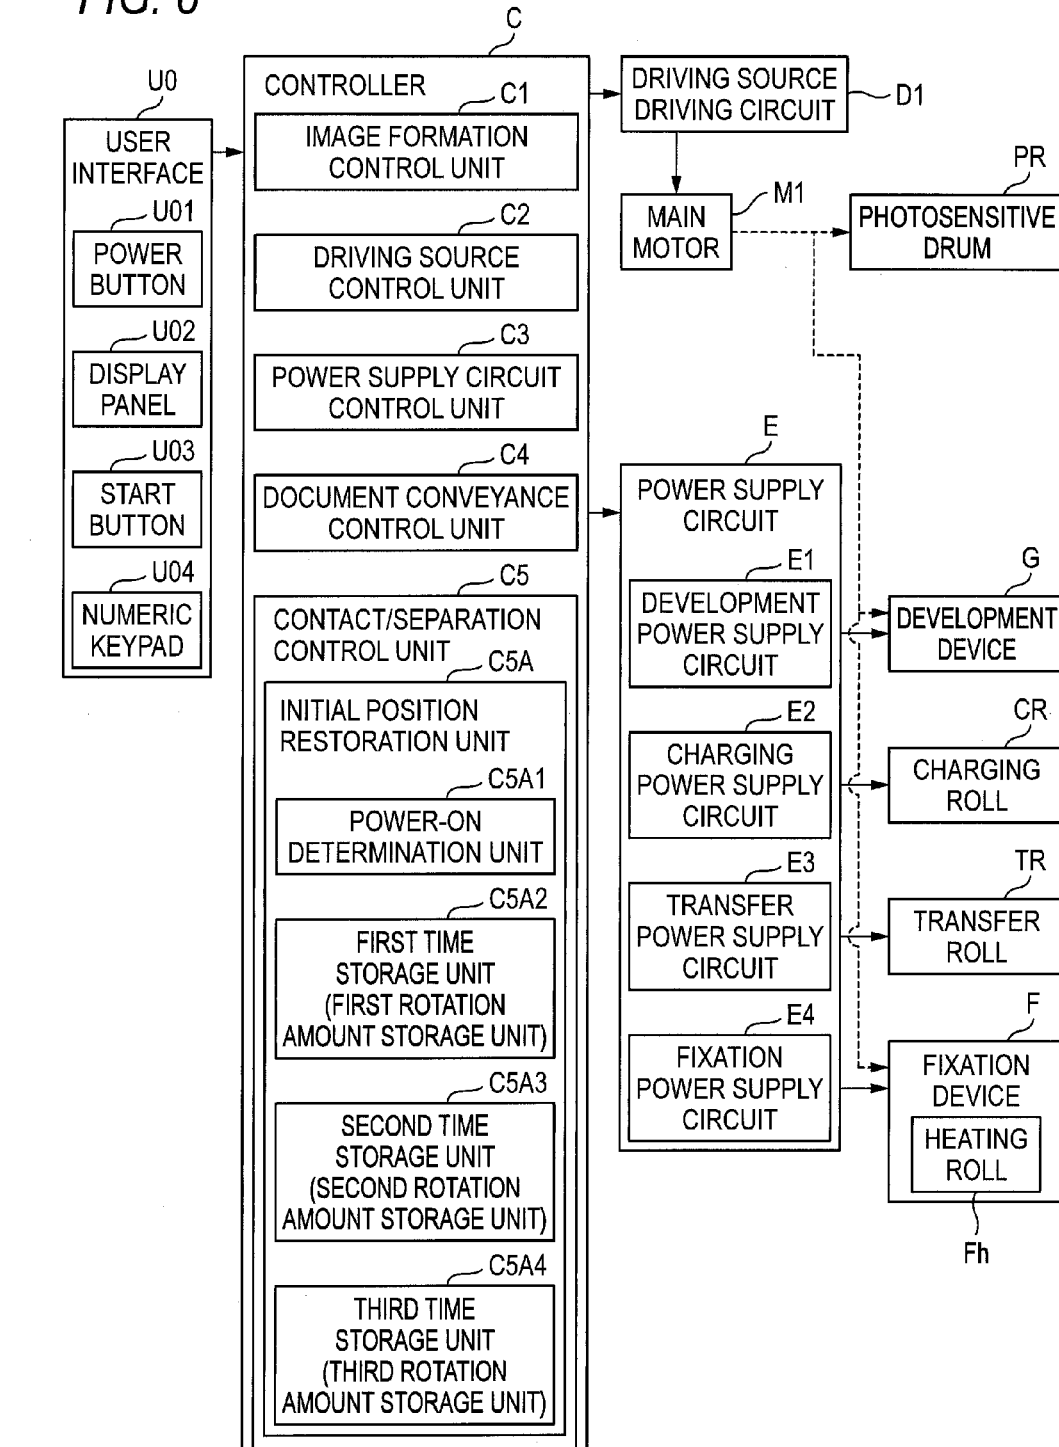 C
U0
USER
INTERFACE
U01
POWER
BUTTON
U02
DISPLAY
PANEL
U03
START
BUTTON
U04
NUMERIC
KEYPAD
CONTROLLER
C1
IMAGE FORMATION
CONTROL UNIT
C2
DRIVING SOURCE
CONTROL UNIT
C3
POWER SUPPLY CIRCUIT
CONTROL UNIT
C4
DOCUMENT CONVEYANCE
CONTROL UNIT
C5
CONTACT/SEPARATION
CONTROL UNIT
C5A
INITIAL POSITION
RESTORATION UNIT
C5A1
POWER-ON
DETERMINATION UNIT
C5A2
FIRST TIME
STORAGE UNIT
(FIRST ROTATION
AMOUNT STORAGE UNIT)
C5A3
SECOND TIME
STORAGE UNIT
(SECOND ROTATION
AMOUNT STORAGE UNIT)
C5A4
THIRD TIME
STORAGE UNIT
(THIRD ROTATION
AMOUNT STORAGE UNIT)
DRIVING SOURCE
DRIVING CIRCUIT
D1
MAIN
MOTOR
M1
PR
PHOTOSENSITIVE
DRUM
E
POWER SUPPLY
CIRCUIT
E1
DEVELOPMENT
POWER SUPPLY
CIRCUIT
E2
CHARGING
POWER SUPPLY
CIRCUIT
E3
TRANSFER
POWER SUPPLY
CIRCUIT
E4
FIXATION
POWER SUPPLY
CIRCUIT
G
DEVELOPMENT
DEVICE
CR
CHARGING
ROLL
TR
TRANSFER
ROLL
F
FIXATION
DEVICE
HEATING
ROLL
Fh